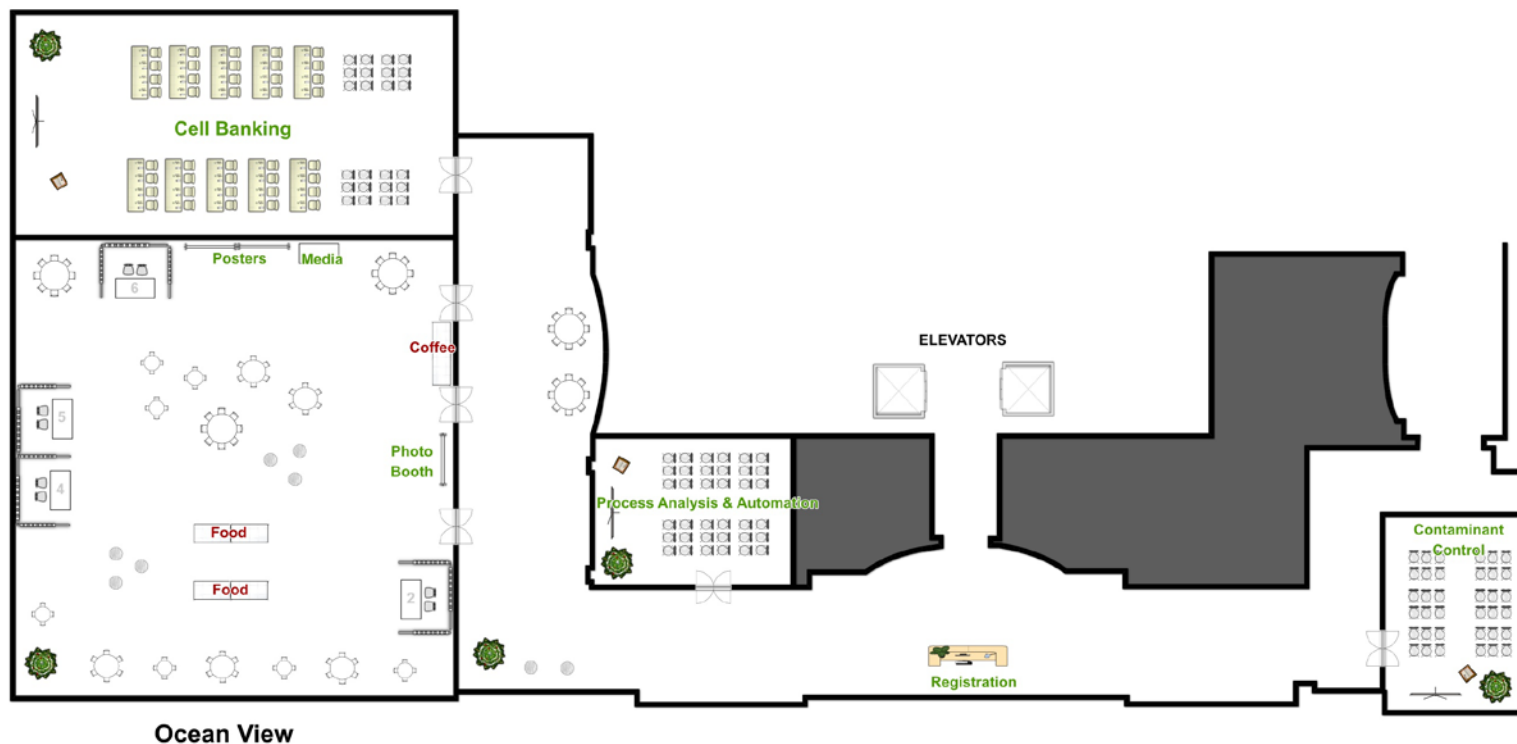 Cell Banking
Posters
Media
6
ELEVATORS
Coffee
5
Photo
Booth
4
Process Analysis & Automation
Food
Contaminant
Control
Food
2
Registration
Ocean View